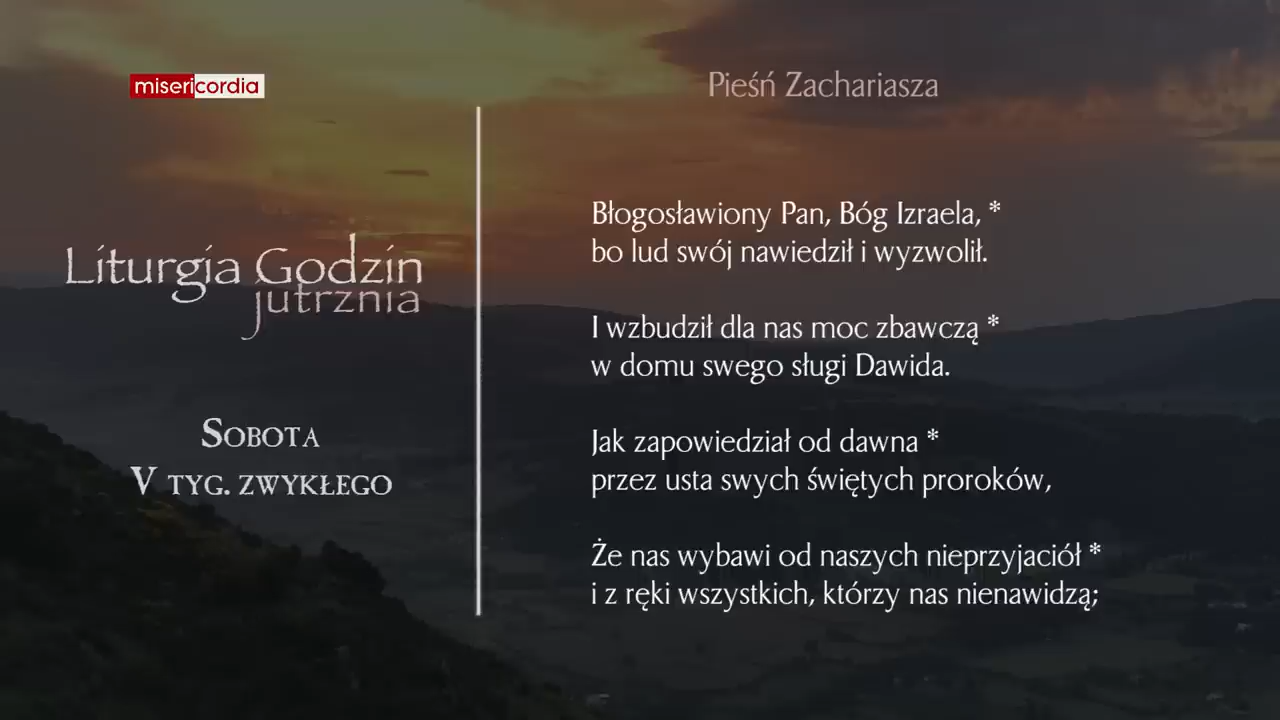 misericordia
Liturgia Godzin
jutrznia
Sobota
V tyg. zwykłego
Pieśń Zachariasza
Błogosławiony Pan, Bóg Izraela, *
bo lud swój nawiedził i wyzwolił.
I wzbudził dla nas moc zbawczą *
w domu swego sługi Dawida.
Jak zapowiedział od dawna *
przez usta swych świętych proroków,
Że nas wybawi od naszych nieprzyjaciół *
i z ręki wszystkich, którzy nas nienawidzą;